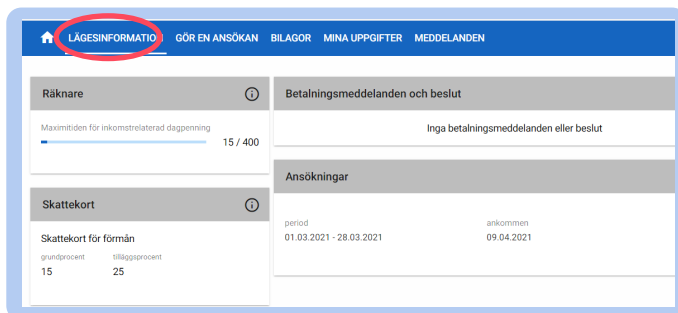 LÄGESINFORMATION GÖR EN ANSÖKAN BILAGOR MINA UPPGIFTER MEDDELANDEN
Räknare
Maximitiden för inkomstrelaterad dagpenning
15 / 400
Skattekort
Skattekort för förmån
grundprocent tilläggsprocent
15 25
Betalningsmeddelanden och beslut
Inga betalningsmeddelanden eller beslut
Ansökningar
period ankommen
01.03.2021 - 28.03.2021 09.04.2021